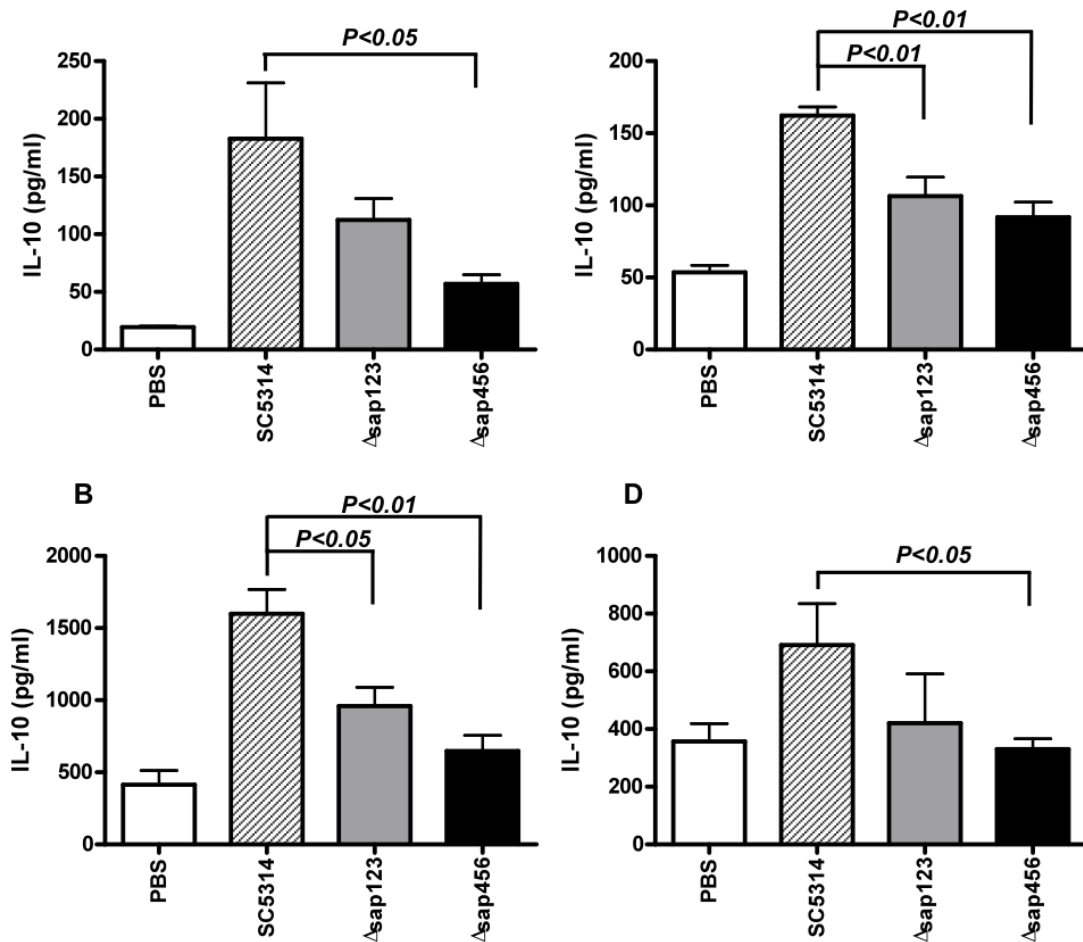 P<0.05
250
200
150
100
50
0
IL-10 (pg/ml)
PBS
SC5314
Δsap123
Δsap456
P<0.01
P<0.01
200
150
100
50
0
IL-10 (pg/ml)
PBS
SC5314
Δsap123
Δsap456
B
P<0.01
P<0.05
2000
1500
1000
500
0
IL-10 (pg/ml)
PBS
SC5314
Δsap123
Δsap456
D
P<0.05
1000
800
600
400
200
0
IL-10 (pg/ml)
PBS
SC5314
Δsap123
Δsap456